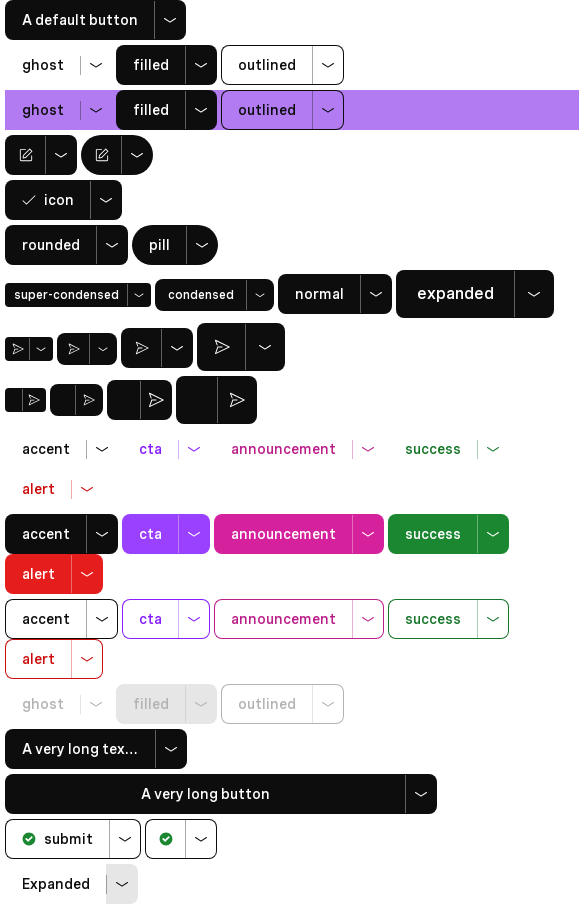 A default button
ghost filled outlined
ghost filled outlined
icon
rounded pill
super-condensed condensed normal expanded
accent cta announcement success
alert
accent cta announcement success
alert
accent cta announcement success
alert
ghost filled outlined
A very long tex...
A very long button
submit
Expanded